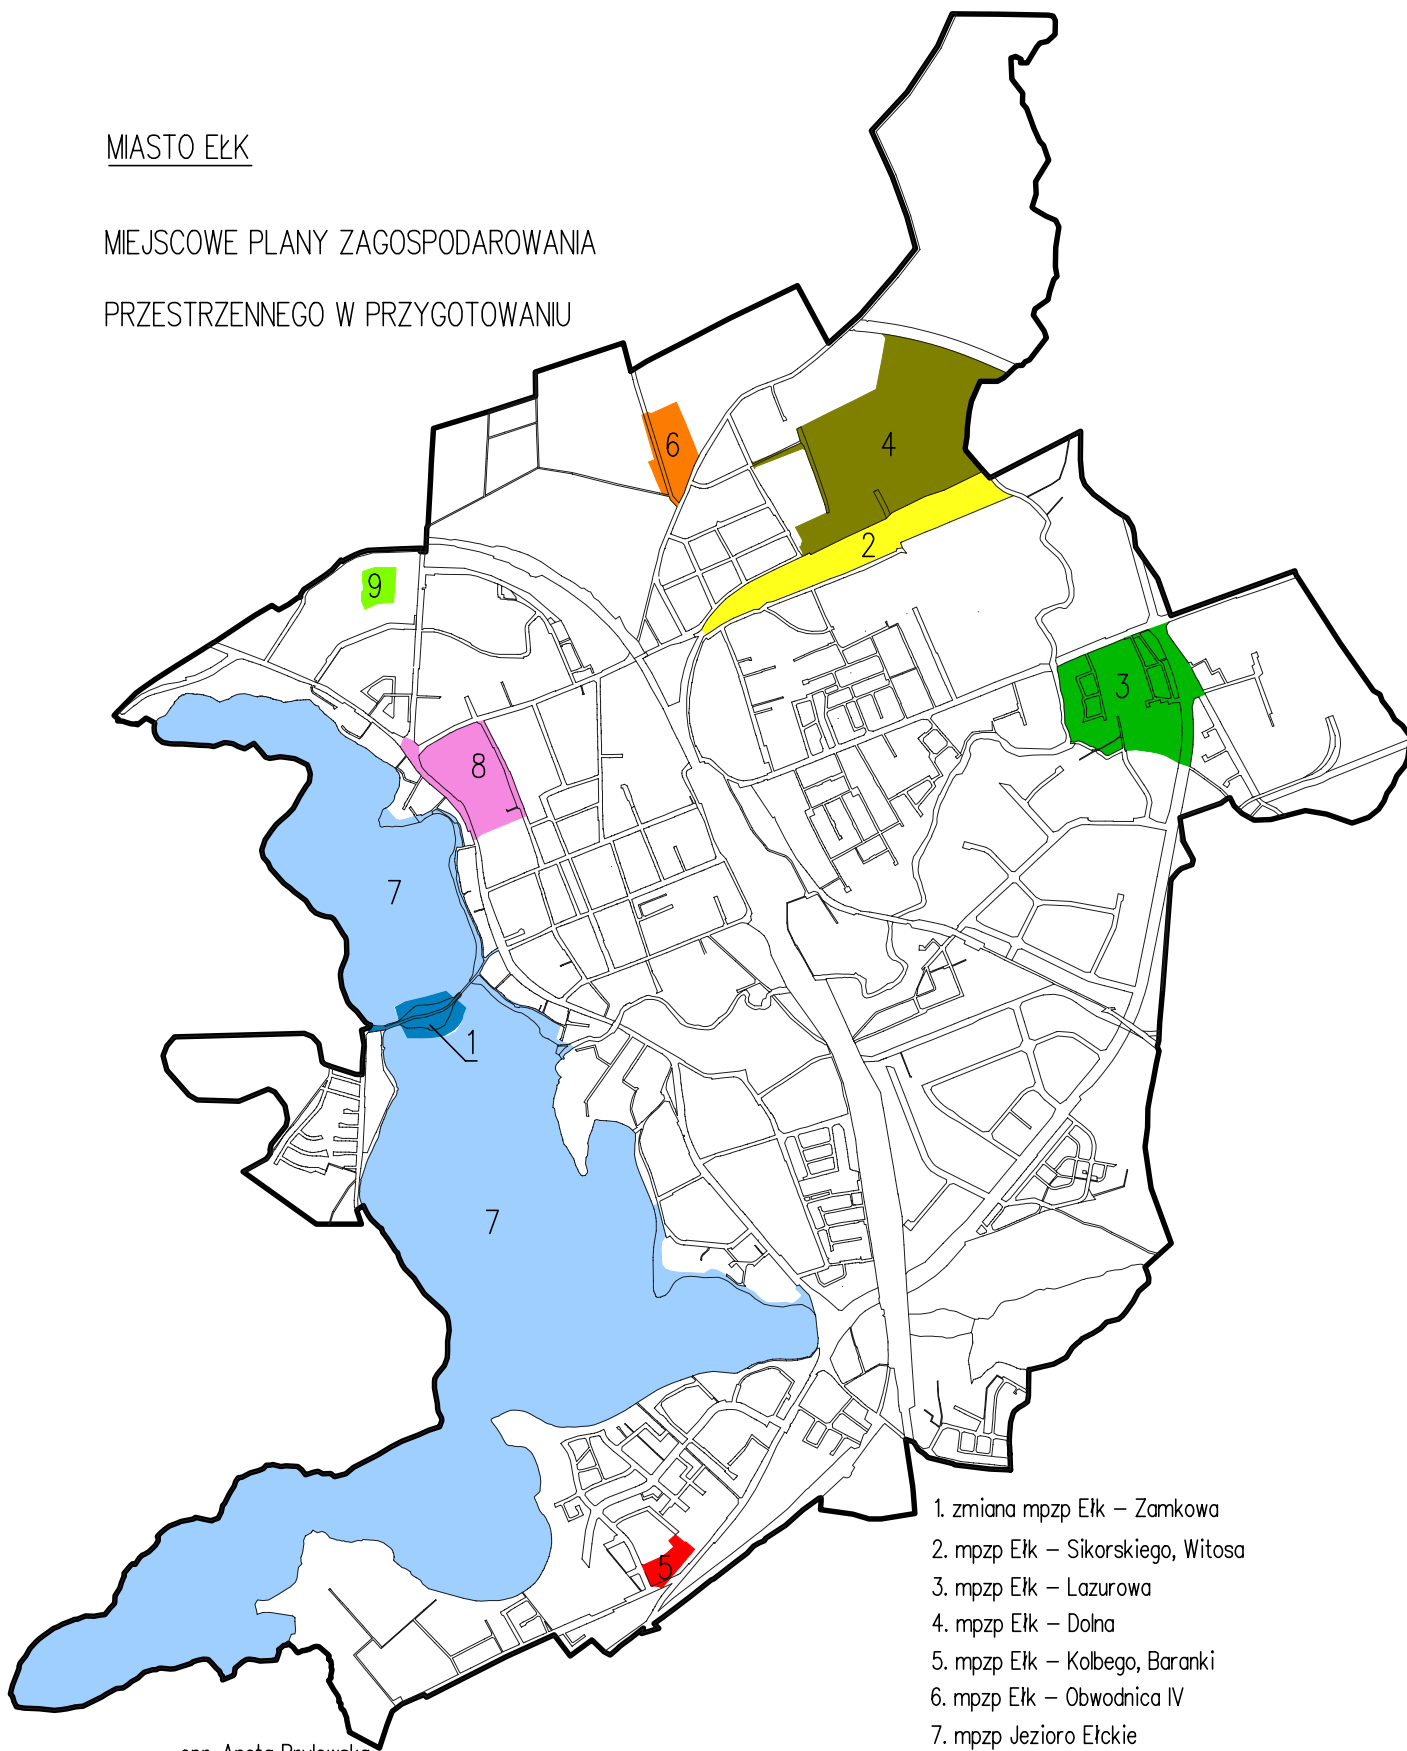 MIASTO EŁK
MIEJSCOWE PLANY ZAGOSPODAROWANIA
PRZESTRZENNEGO W PRZYGOTOWANIU
6
4
2
9
3
8
7
1
7
5
1. zmiana mpzp Ełk – Zamkowa
2. mpzp Ełk – Sikorskiego, Witosa
3. mpzp Ełk – Lazurowa
4. mpzp Ełk – Dolna
5. mpzp Ełk – Kolbego, Baranki
6. mpzp Ełk – Obwodnica IV
7. mpzp Jezioro Ełckie
opr. Aneta